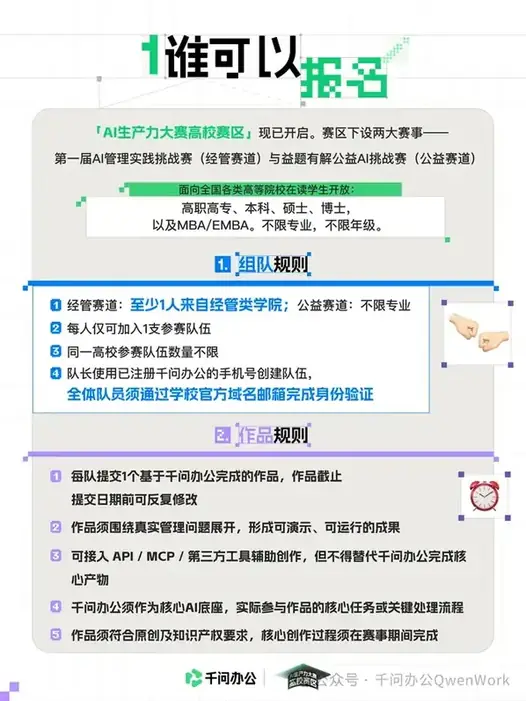 1谁可以报名
「AI生产力大赛高校赛区」现已开启。赛区下设两大赛事——
第一届AI管理实践挑战赛（经管赛道）与益题有解公益AI挑战赛（公益赛道）
面向全国各类高等院校在读学生开放：
高职高专、本科、硕士、博士，
以及MBA/EMBA。不限专业，不限年级。
1. 组队规则
1 经管赛道：至少1人来自经管类学院；公益赛道：不限专业
2 每人仅可加入1支参赛队伍
3 同一高校参赛队伍数量不限
4 队长使用已注册千问办公的手机号创建队伍，
全体队员须通过学校官方域名邮箱完成身份验证
2. 作品规则
1 每队提交1个基于千问办公完成的作品，作品截止
提交日期前可反复修改
2 作品须围绕真实管理问题展开，形成可演示、可运行的成果
3 可接入 API / MCP / 第三方工具辅助创作，但不得替代千问办公完成核
心产物
4 千问办公须作为核心AI底座，实际参与作品的核心任务或关键处理流程
5 作品须符合原创及知识产权要求，核心创作过程须在赛事期间完成
千问办公
AI生产力大赛
高校赛区
公众号・千问办公QwenWork